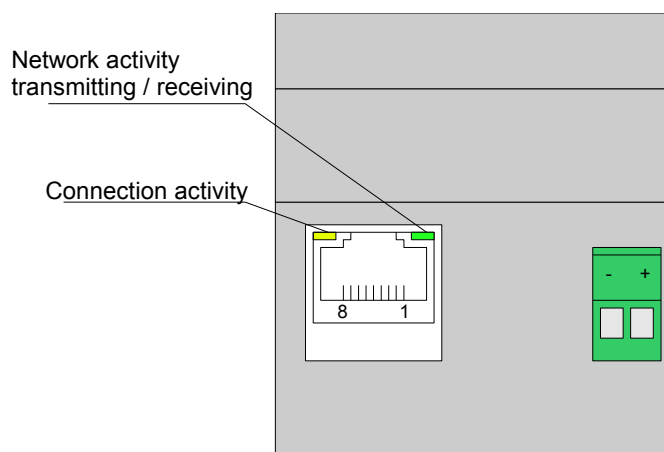 Network activity
transmitting / receiving
Connection activity
- +
8 1